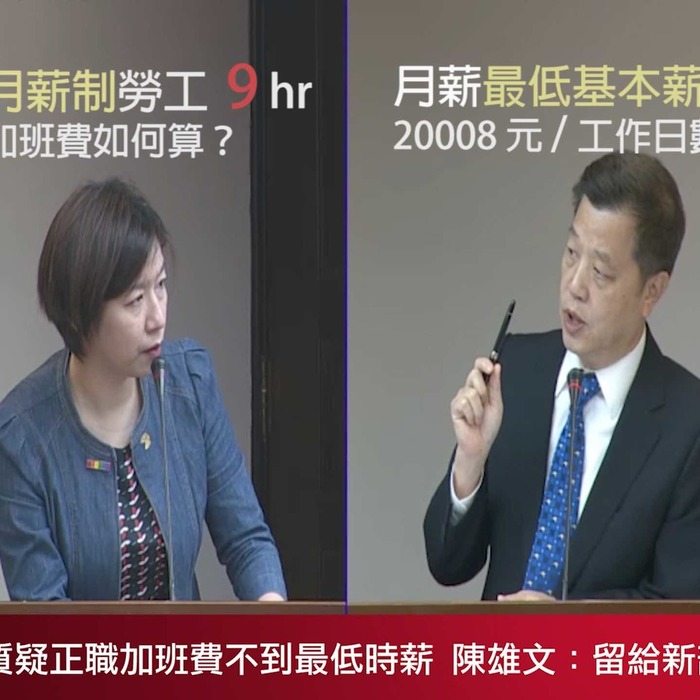 月薪制勞工 9 hr
加班費如何算？
月薪最低基本薪
20008 元 / 工作日數
質疑正職加班費不到最低時薪 陳雄文：留給新